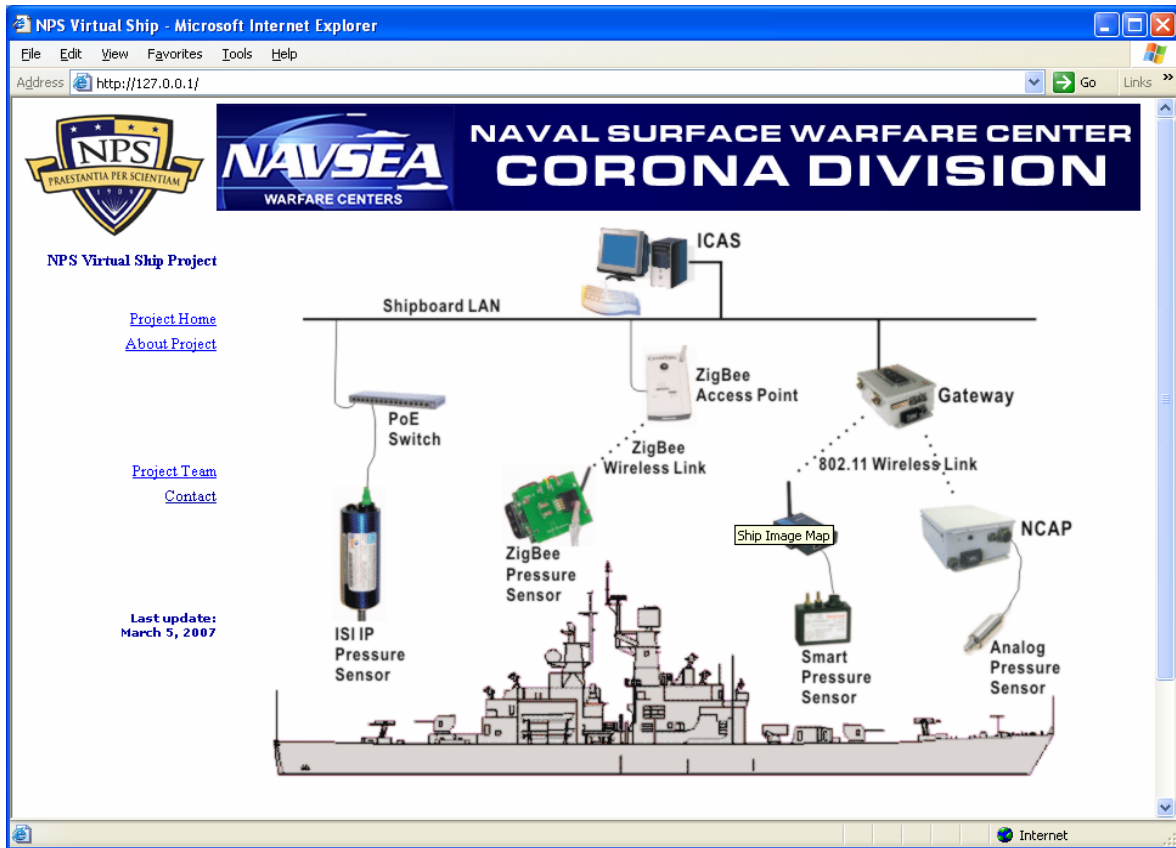 NPS Virtual Ship - Microsoft Internet Explorer
File Edit View Favorites Tools Help
Address http://127.0.0.1/ Go Links »
NPS
PRAESTANTIA PER SCIENTIAM
1909
NAVSEA
WARFARE CENTERS
NAVAL SURFACE WARFARE CENTER
CORONA DIVISION
NPS Virtual Ship Project
Project Home
About Project
Project Team
Contact
Last update:
March 5, 2007
ICAS
Shipboard LAN
PoE
Switch
ZigBee
Access Point
Gateway
ZigBee
Wireless Link
802.11 Wireless Link
Ship Image Map
NCAP
ISI IP
Pressure
Sensor
ZigBee
Pressure
Sensor
Smart
Pressure
Sensor
Analog
Pressure
Sensor
Internet